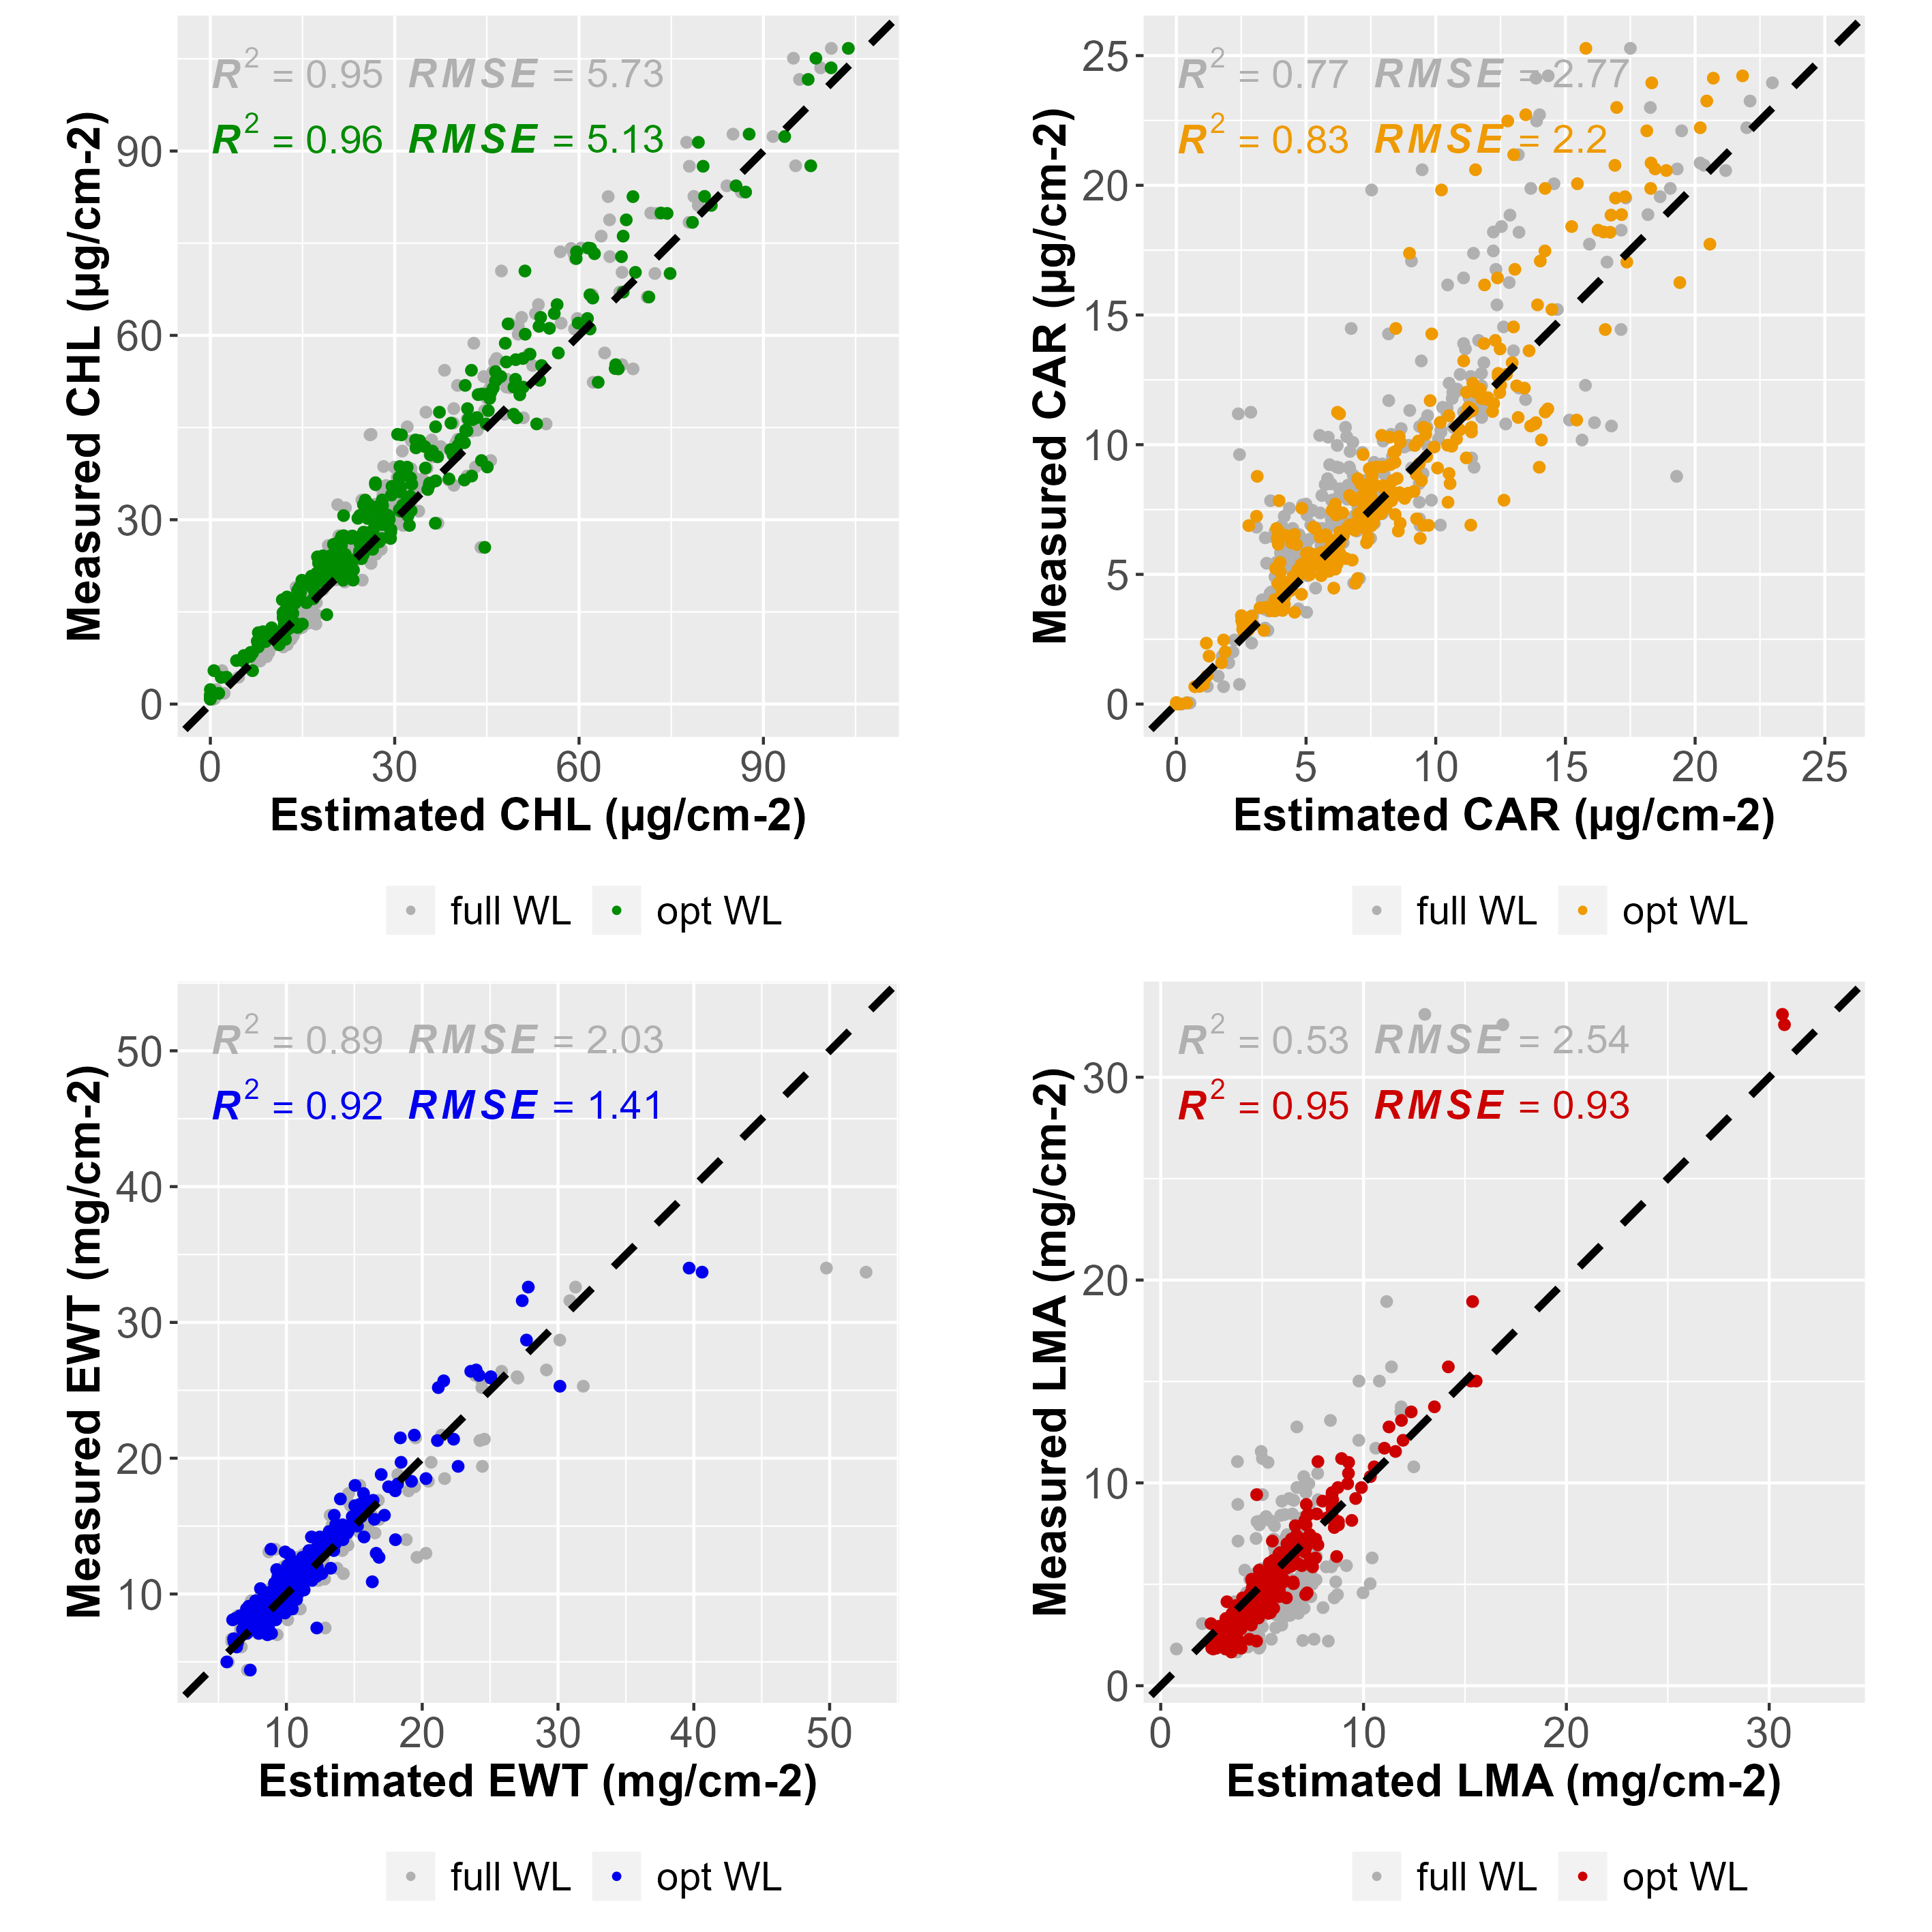 R² = 0.95 RMSE = 5.73
R² = 0.96 RMSE = 5.13
Measured CHL (µg/cm-2)
90
60
30
0
0 30 60 90
Estimated CHL (µg/cm-2)
full WL opt WL
R² = 0.77 RMSE = 2.77
R² = 0.83 RMSE = 2.2
Measured CAR (µg/cm-2)
25
20
15
10
5
0
0 5 10 15 20 25
Estimated CAR (µg/cm-2)
full WL opt WL
R² = 0.89 RMSE = 2.03
R² = 0.92 RMSE = 1.41
Measured EWT (mg/cm-2)
50
40
30
20
10
10 20 30 40 50
Estimated EWT (mg/cm-2)
full WL opt WL
R² = 0.53 RMSE = 2.54
R² = 0.95 RMSE = 0.93
Measured LMA (mg/cm-2)
30
20
10
0
0 10 20 30
Estimated LMA (mg/cm-2)
full WL opt WL